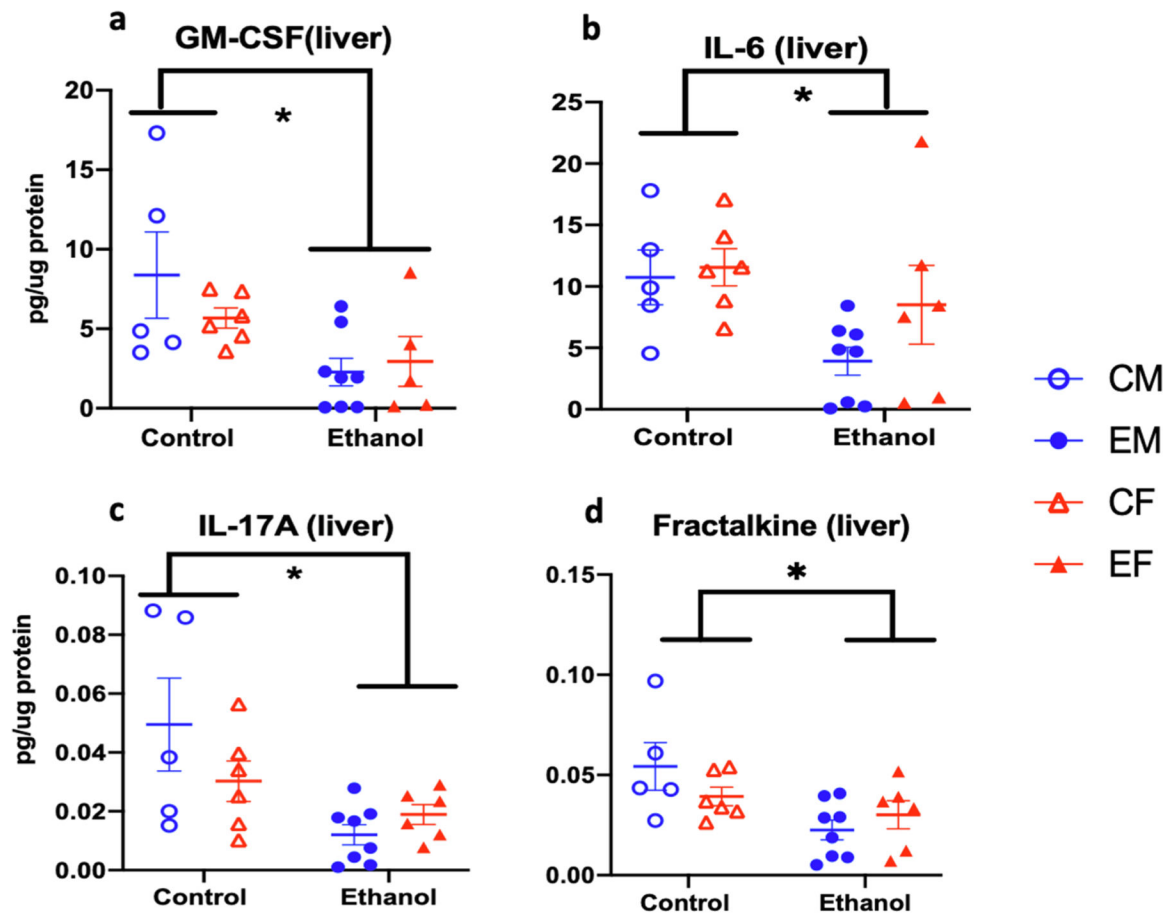 a
GM-CSF(liver)
pg/ug protein
20
15
10
5
0
*
Control
Ethanol
b
IL-6 (liver)
25
20
15
10
5
0
*
Control
Ethanol
CM
EM
CF
EF
c
IL-17A (liver)
pg/ug protein
0.10
0.08
0.06
0.04
0.02
0.00
*
Control
Ethanol
d
Fractalkine (liver)
0.15
0.10
0.05
0.00
*
Control
Ethanol